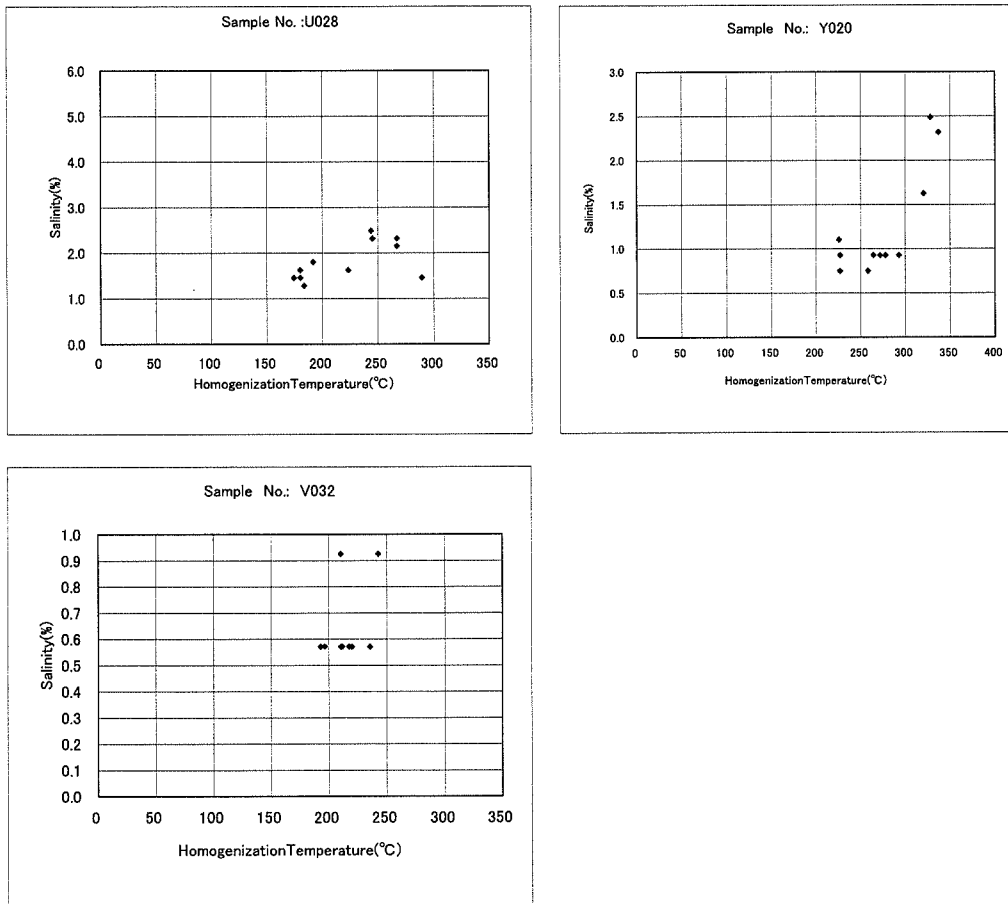 Sample No. :U028
6.0
5.0
4.0
3.0
2.0
1.0
0.0
Salinity(%)
0 50 100 150 200 250 300 350
HomogenizationTemperature(℃)
Sample No.: Y020
3.0
2.5
2.0
1.5
1.0
0.5
0.0
Salinity(%)
0 50 100 150 200 250 300 350 400
HomogenizationTemperature(℃)
Sample No.: V032
1.0
0.9
0.8
0.7
0.6
0.5
0.4
0.3
0.2
0.1
0.0
Salinity(%)
0 50 100 150 200 250 300 350
HomogenizationTemperature(℃)